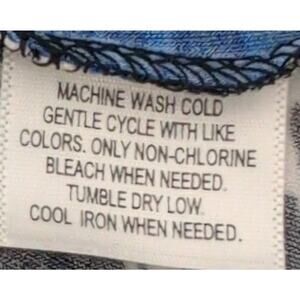 MACHINE WASH COLD
GENTLE CYCLE WITH LIKE
COLORS. ONLY NON-CHLORINE
BLEACH WHEN NEEDED.
TUMBLE DRY LOW.
COOL IRON WHEN NEEDED.